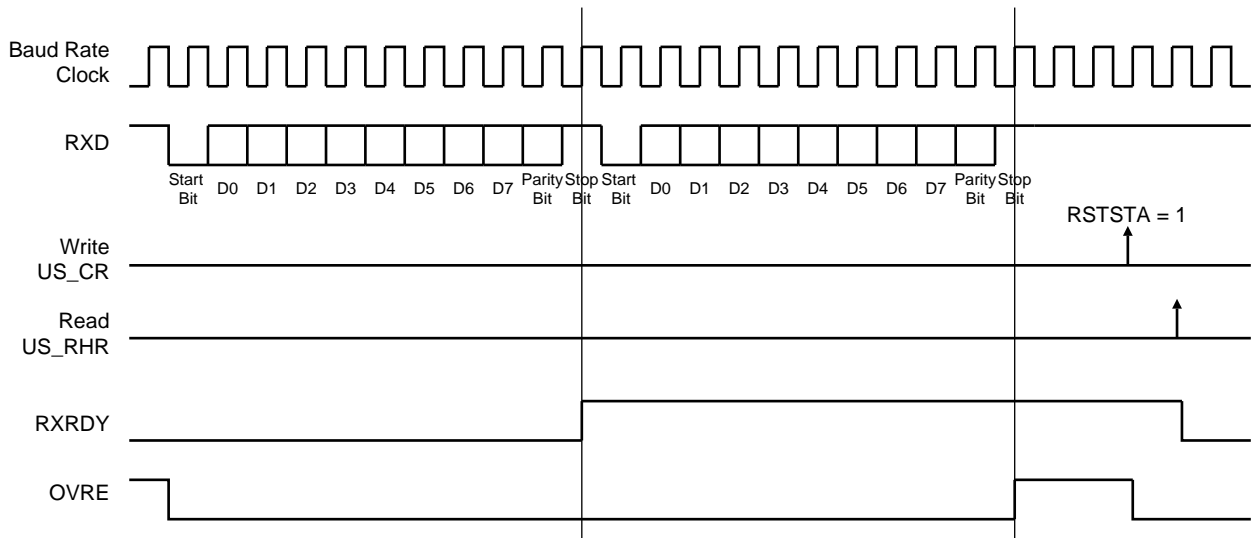 Baud Rate
Clock
RXD
Start
Bit
D0 D1 D2 D3 D4 D5 D6 D7
Parity
Bit
Stop
Bit
Start
Bit
D0 D1 D2 D3 D4 D5 D6 D7
Parity
Bit
Stop
Bit
RSTSTA = 1
Write
US_CR
Read
US_RHR
RXRDY
OVRE